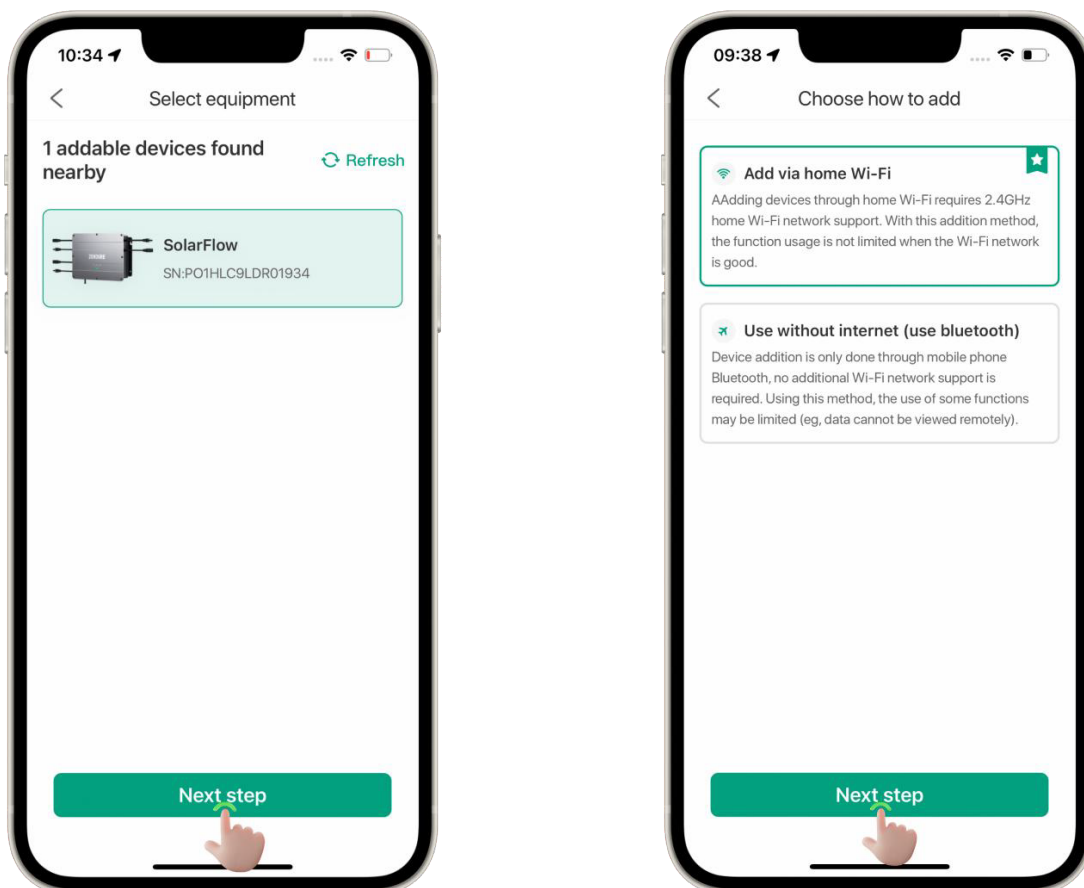 10:34
Select equipment
1 addable devices found
nearby
Refresh
SolarFlow
SN:PO1HLC9LDR01934
Next step
09:38
Choose how to add
Add via home Wi-Fi
AAdding devices through home Wi-Fi requires 2.4GHz
home Wi-Fi network support. With this addition method,
the function usage is not limited when the Wi-Fi network
is good.
Use without internet (use bluetooth)
Device addition is only done through mobile phone
Bluetooth, no additional Wi-Fi network support is
required. Using this method, the use of some functions
may be limited (eg, data cannot be viewed remotely).
Next step